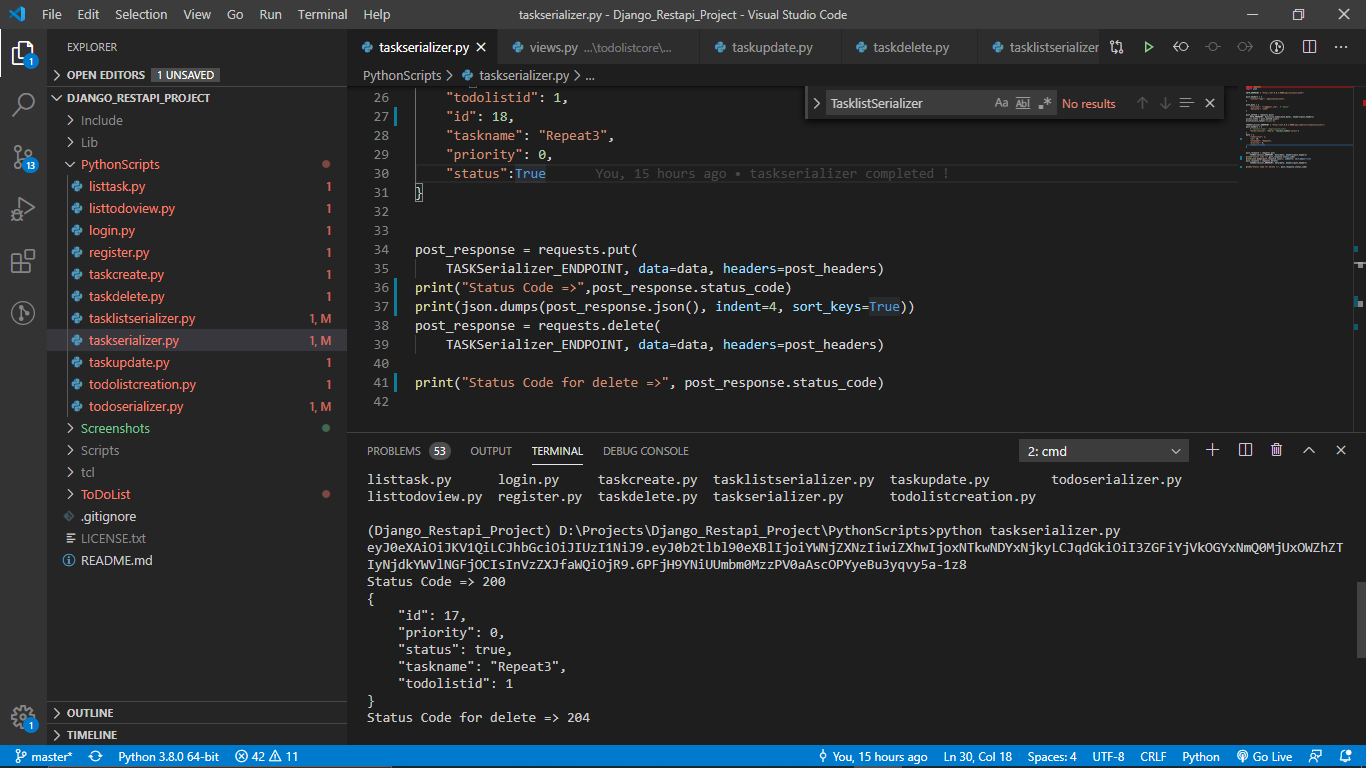 File Edit Selection View Go Run Terminal Help taskserializer.py - Django_Restapi_Project - Visual Studio Code
EXPLORER
OPEN EDITORS 1 UNSAVED
DJANGO_RESTAPI_PROJECT
Include
Lib
PythonScripts
listtask.py 1
listtodoview.py 1
login.py 1
register.py 1
taskcreate.py 1
taskdelete.py 1
tasklistserializer.py 1, M
taskserializer.py 1, M
taskupdate.py 1
todolistcreation.py 1
todoserializer.py 1, M
Screenshots
Scripts
tcl
ToDoList
.gitignore
LICENSE.txt
README.md
OUTLINE
TIMELINE
1
13
1
taskserializer.py views.py ...\todolistcore\... taskupdate.py taskdelete.py tasklistserializer
PythonScripts > taskserializer.py > ...
TasklistSerializer Aa Abl .* No results
26 "todolistid": 1,
27 "id": 18,
28 "taskname": "Repeat3",
29 "priority": 0,
30 "status":True You, 15 hours ago • taskserializer completed !
31 }
32
33
34 post_response = requests.put(
35 TASKSerializer_ENDPOINT, data=data, headers=post_headers)
36 print("Status Code =>",post_response.status_code)
37 print(json.dumps(post_response.json(), indent=4, sort_keys=True))
38 post_response = requests.delete(
39 TASKSerializer_ENDPOINT, data=data, headers=post_headers)
40
41 print("Status Code for delete =>", post_response.status_code)
42
PROBLEMS 53 OUTPUT TERMINAL DEBUG CONSOLE 2: cmd
listtask.py login.py taskcreate.py tasklistserializer.py taskupdate.py todoserializer.py
listtodoview.py register.py taskdelete.py taskserializer.py todolistcreation.py
(Django_Restapi_Project) D:\Projects\Django_Restapi_Project\PythonScripts>python taskserializer.py
Status Code => 200
{
"id": 17,
"priority": 0,
"status": true,
"taskname": "Repeat3",
"todolistid": 1
}
Status Code for delete => 204
master* Python 3.8.0 64-bit 42 11 You, 15 hours ago Ln 30, Col 18 Spaces: 4 UTF-8 CRLF Python Go Live